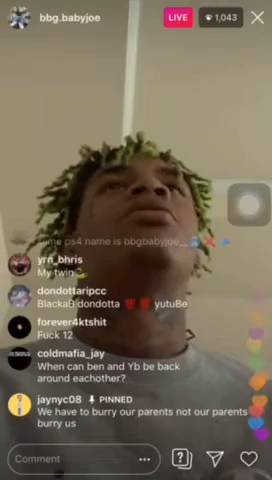 bbg.babyjoe
LIVE
1,043
ps4 name is bbgbabyjoe__
yrn_bhris
My twin
dondottaripcc
BlackaB dondotta 💯 💯 yutuBe
forever4ktshit
Fuck 12
coldmafia_jay
When can ben and Yb be back
around eachother?
jaynyc08 PINNED
We have to burry our parents not our parents
burry us
Comment